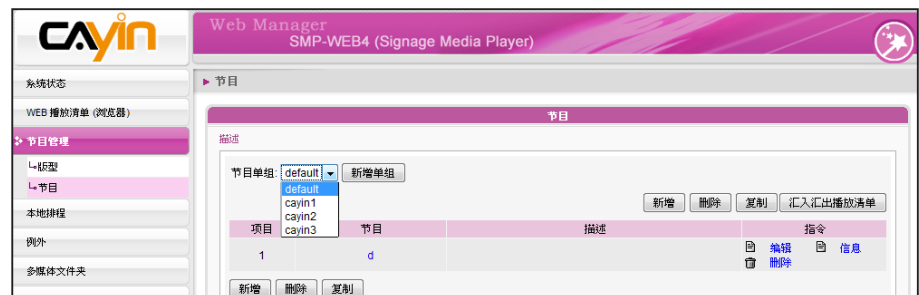 CAYIN
Web Manager
SMP-WEB4 (Signage Media Player)
系统状态
WEB 播放清单 (浏览器)
节目管理
版型
节目
本地排程
例外
多媒体文件夹
节目
节目
描述
节目单组: default 新增单组
default
cayin1
cayin2
cayin3
新增 删除 复制 汇入汇出播放清单
项目 节目 描述 指令
1 d 编辑 信息
删除
新增 删除 复制